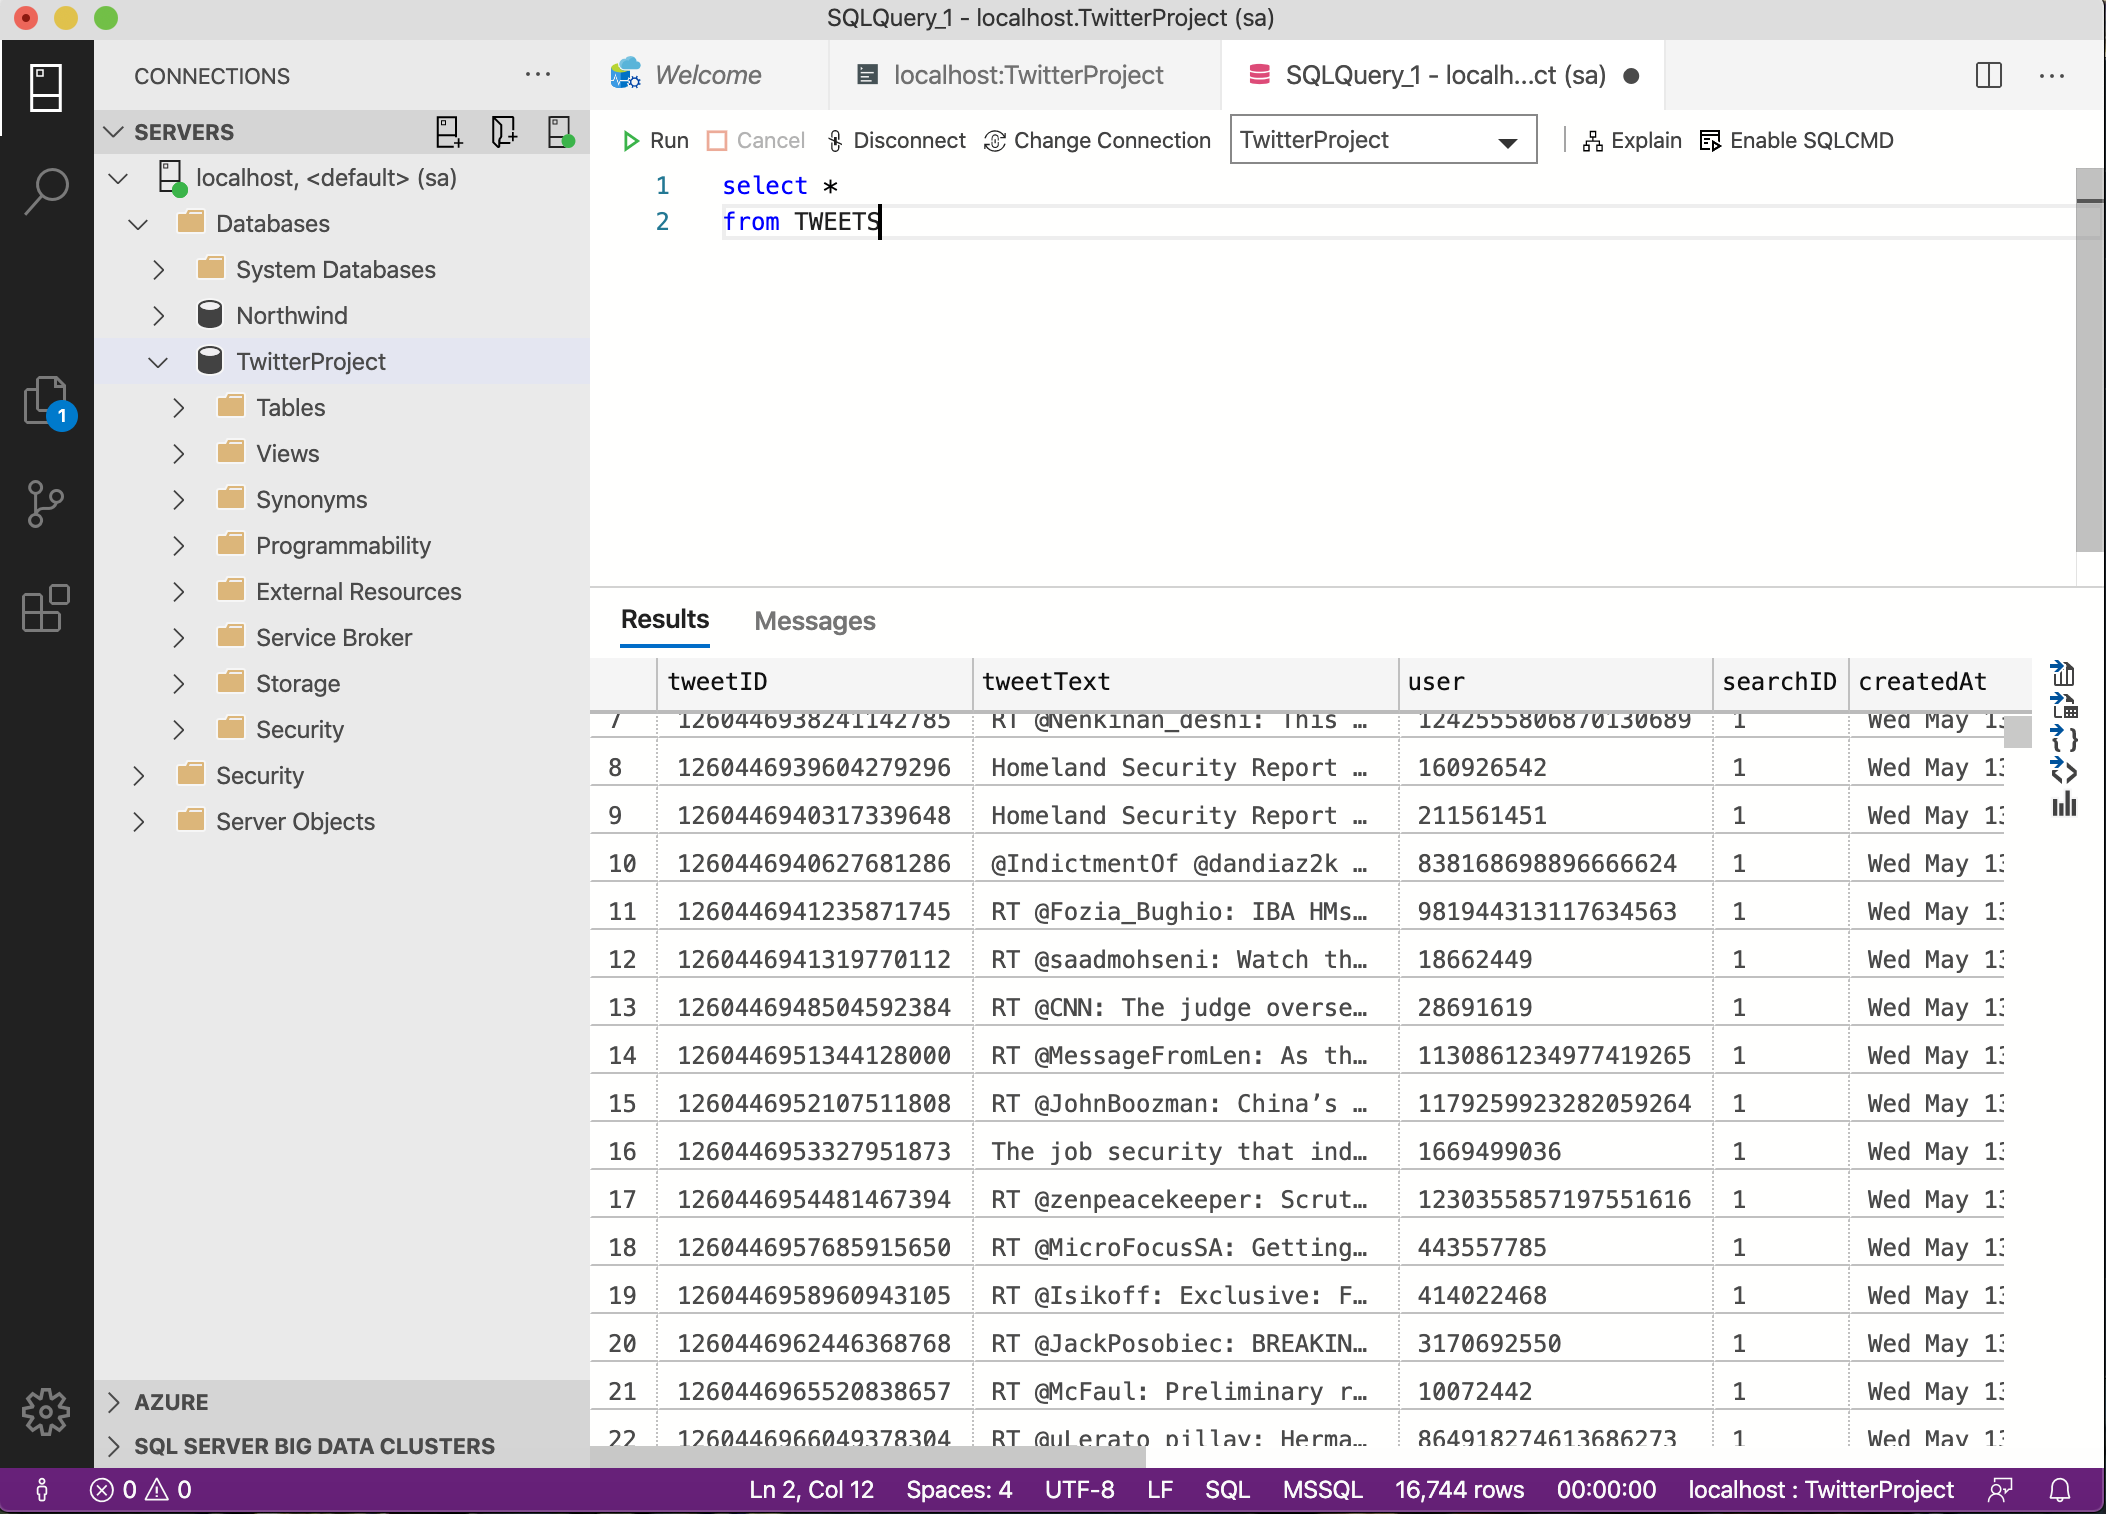 SQLQuery_1 - localhost.TwitterProject (sa)
CONNECTIONS
Welcome
localhost:TwitterProject
SQLQuery_1 - localh...ct (sa)
SERVERS
Run Cancel Disconnect Change Connection TwitterProject Explain Enable SQLCMD
localhost, <default> (sa)
Databases
System Databases
Northwind
TwitterProject
Tables
Views
Synonyms
Programmability
External Resources
Service Broker
Storage
Security
Security
Server Objects
AZURE
SQL SERVER BIG DATA CLUSTERS
1
1 select *
2 from TWEETS
Results Messages
tweetID tweetText user searchID createdAt
7 1260446938241142785 RT @Nenkinan_deshi: This … 1242555806870130689 1 Wed May 13
8 1260446939604279296 Homeland Security Report … 160926542 1 Wed May 13
9 1260446940317339648 Homeland Security Report … 211561451 1 Wed May 13
10 1260446940627681286 @IndictmentOf @dandiaz2k … 838168698896666624 1 Wed May 13
11 1260446941235871745 RT @Fozia_Bughio: IBA HMs… 981944313117634563 1 Wed May 13
12 1260446941319770112 RT @saadmohseni: Watch th… 18662449 1 Wed May 13
13 1260446948504592384 RT @CNN: The judge overse… 28691619 1 Wed May 13
14 1260446951344128000 RT @MessageFromLen: As th… 1130861234977419265 1 Wed May 13
15 1260446952107511808 RT @JohnBoozman: China’s … 1179259923282059264 1 Wed May 13
16 1260446953327951873 The job security that ind… 1669499036 1 Wed May 13
17 1260446954481467394 RT @zenpeacekeeper: Scrut… 1230355857197551616 1 Wed May 13
18 1260446957685915650 RT @MicroFocusSA: Getting… 443557785 1 Wed May 13
19 1260446958960943105 RT @Isikoff: Exclusive: F… 414022468 1 Wed May 13
20 1260446962446368768 RT @JackPosobiec: BREAKIN… 3170692550 1 Wed May 13
21 1260446965520838657 RT @McFaul: Preliminary r… 10072442 1 Wed May 13
22 1260446966049378304 RT @uLerato_pillay: Herma… 864918274613686273 1 Wed May 13
0 0 Ln 2, Col 12 Spaces: 4 UTF-8 LF SQL MSSQL 16,744 rows 00:00:00 localhost : TwitterProject